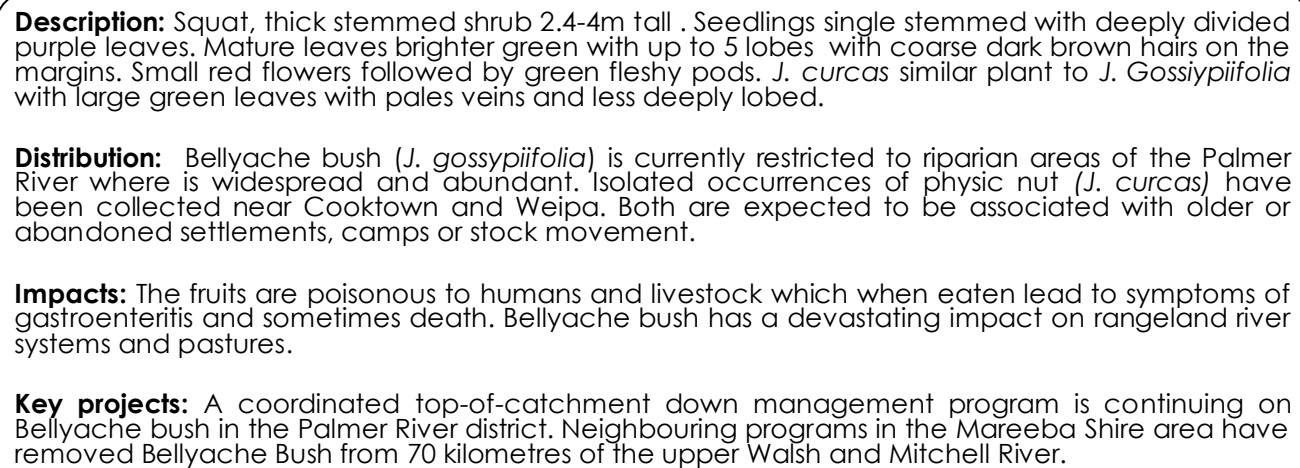 Description: Squat, thick stemmed shrub 2.4-4m tall . Seedlings single stemmed with deeply divided
purple leaves. Mature leaves brighter green with up to 5 lobes with coarse dark brown hairs on the
margins. Small red flowers followed by green fleshy pods. J. curcas similar plant to J. Gossiypiifolia
with large green leaves with pales veins and less deeply lobed.
Distribution: Bellyache bush (J. gossypiifolia) is currently restricted to riparian areas of the Palmer
River where is widespread and abundant. Isolated occurrences of physic nut (J. curcas) have
been collected near Cooktown and Weipa. Both are expected to be associated with older or
abandoned settlements, camps or stock movement.
Impacts: The fruits are poisonous to humans and livestock which when eaten lead to symptoms of
gastroenteritis and sometimes death. Bellyache bush has a devastating impact on rangeland river
systems and pastures.
Key projects: A coordinated top-of-catchment down management program is continuing on
Bellyache bush in the Palmer River district. Neighbouring programs in the Mareeba Shire area have
removed Bellyache Bush from 70 kilometres of the upper Walsh and Mitchell River.